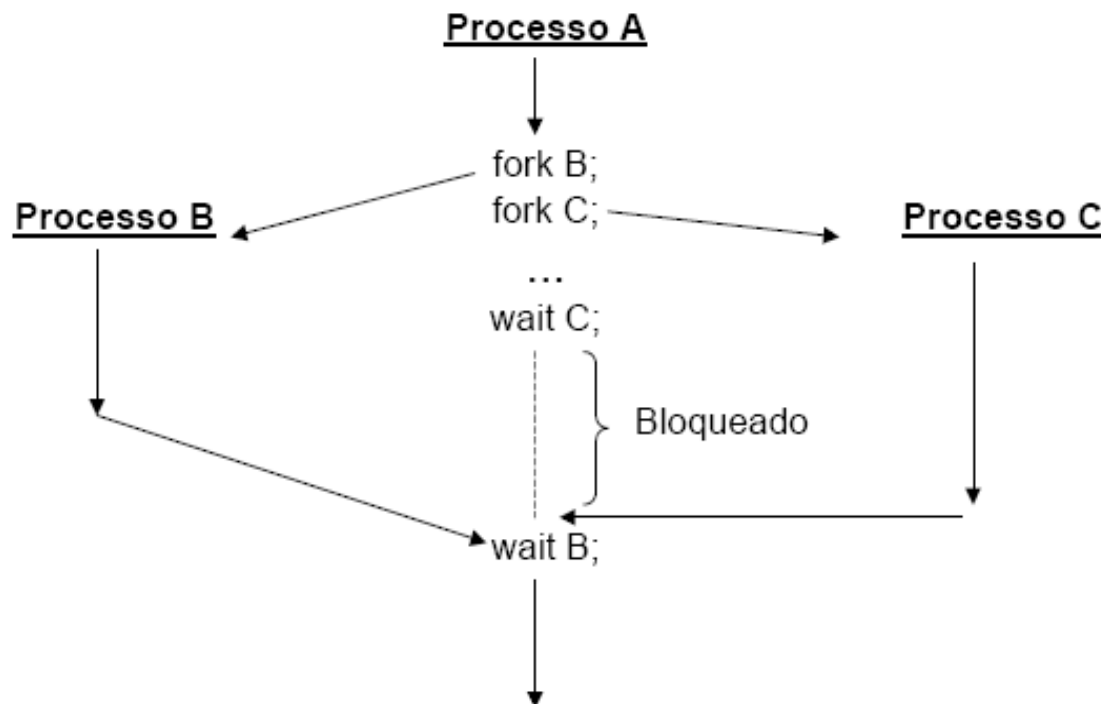 Processo A
fork B;
fork C;
Processo B
Processo C
...
wait C;
Bloqueado
wait B;